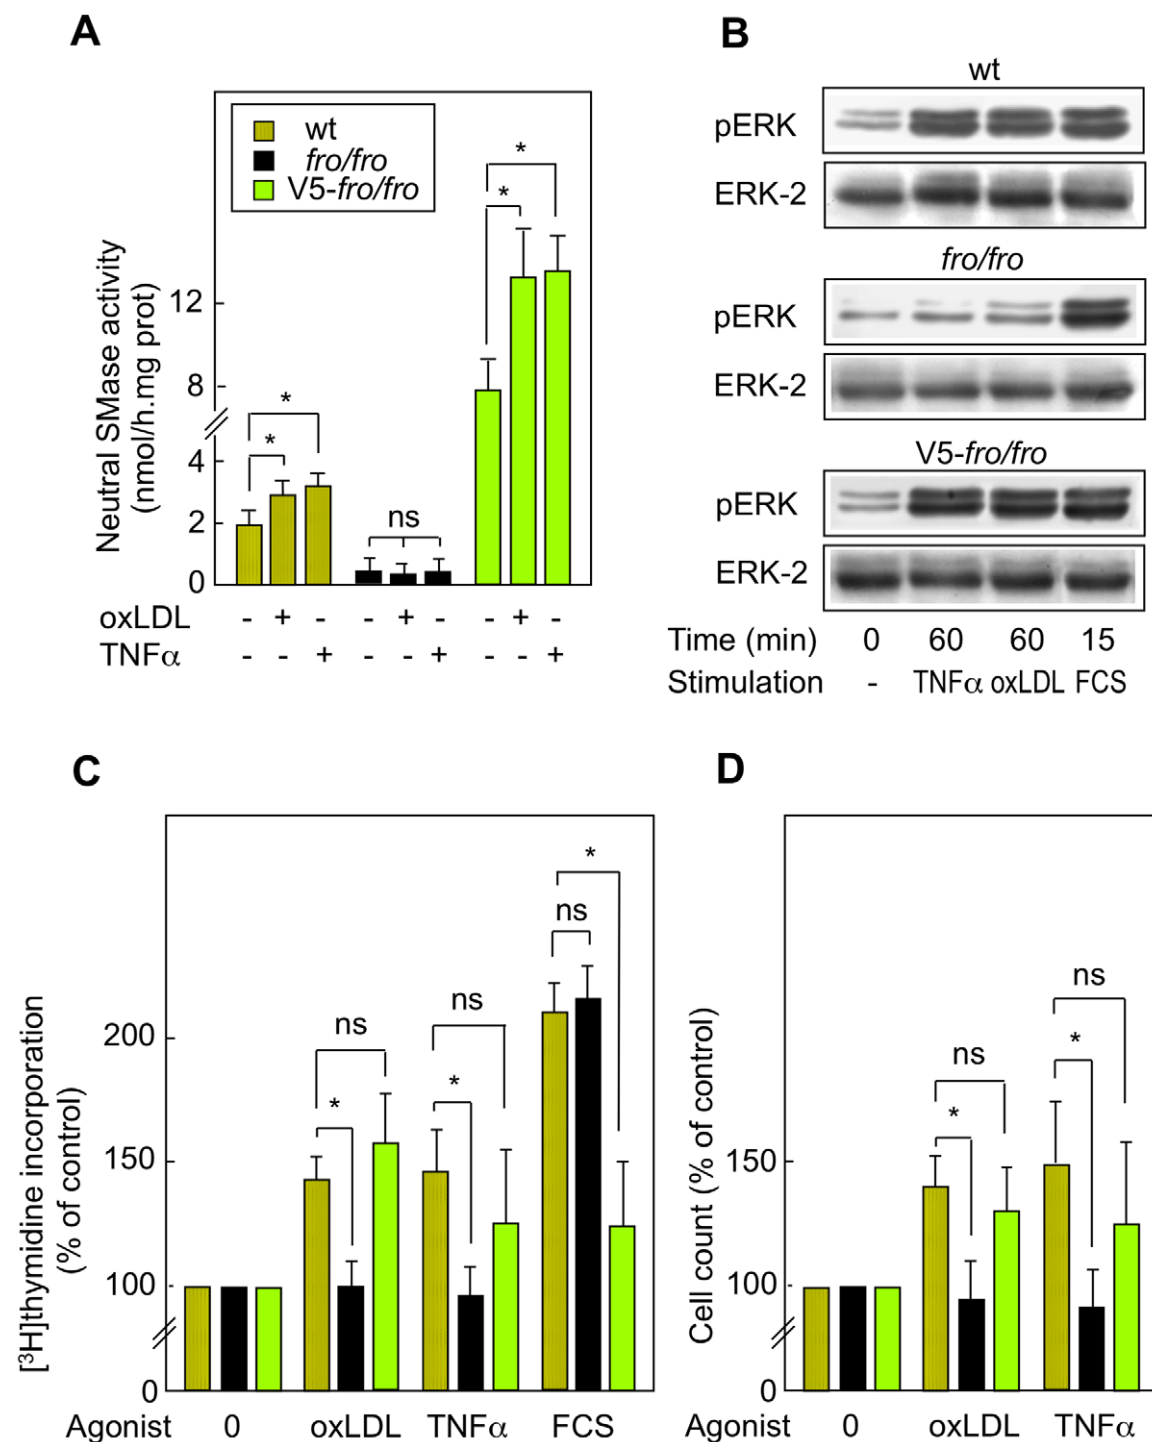 A
wt
fro/fro
V5-fro/fro
Neutral SMase activity
(nmol/h.mg prot)
12
8
4
2
0
*
*
ns
*
*
oxLDL - + - - + - - + -
TNFα - - + - - + - - +
B
wt
pERK
ERK-2
fro/fro
pERK
ERK-2
V5-fro/fro
pERK
ERK-2
Time (min) 0 60 60 15
Stimulation - TNFα oxLDL FCS
C
[³H]thymidine incorporation
(% of control)
200
150
100
0
ns
*
ns
*
*
ns
Agonist 0 oxLDL TNFα FCS
D
Cell count (% of control)
150
100
0
ns
*
ns
*
Agonist 0 oxLDL TNFα